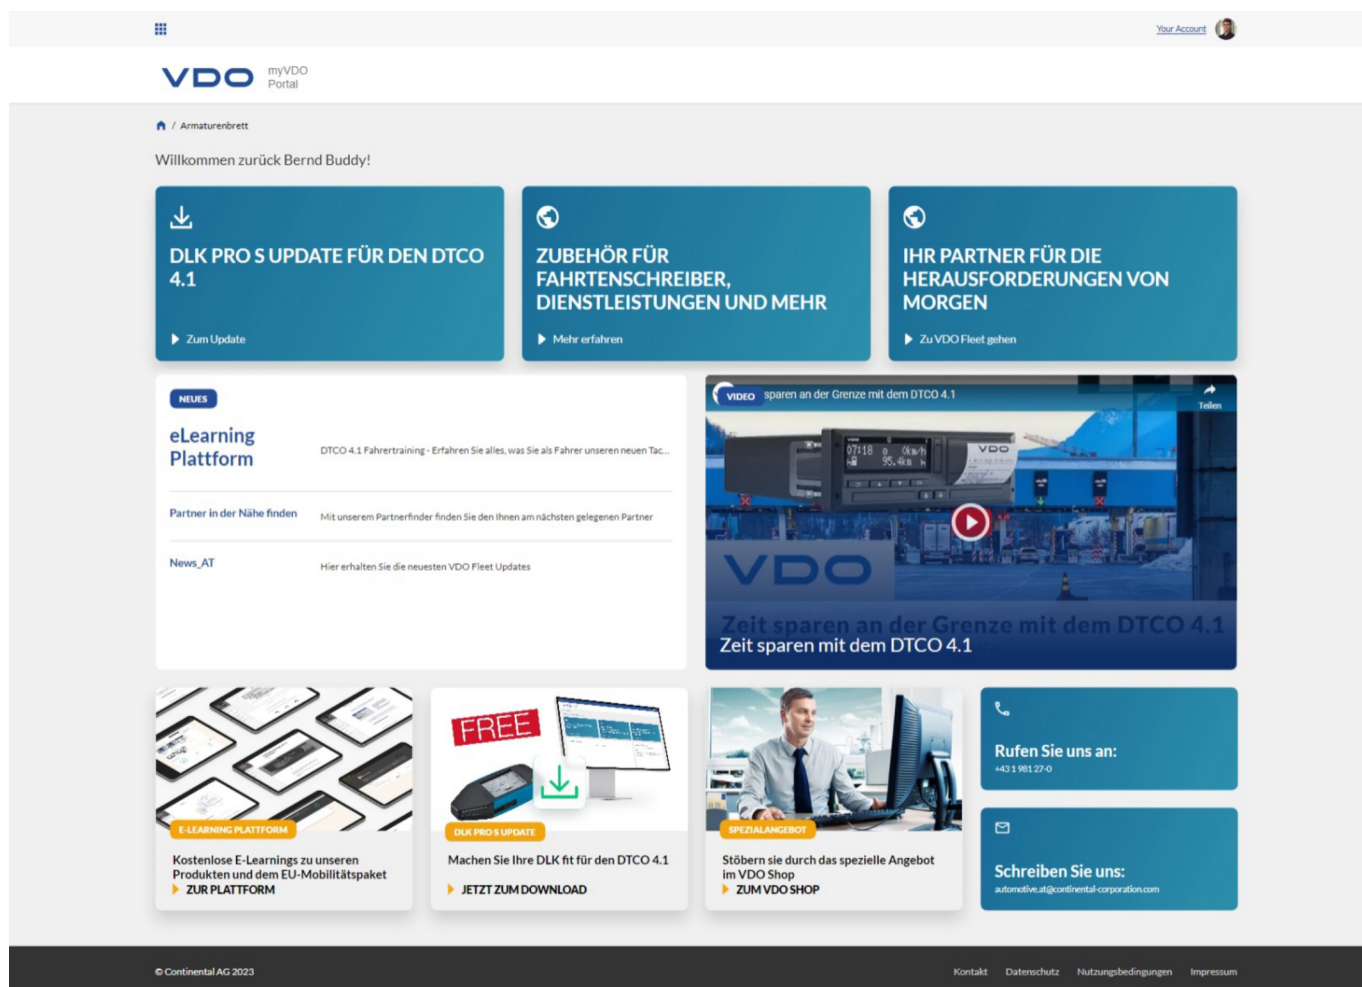 Your Account
VDO
myVDO
Portal
/ Armaturenbrett
Willkommen zurück Bernd Buddy!
DLK PRO S UPDATE FÜR DEN DTCO
4.1
Zum Update
ZUBEHÖR FÜR
FAHRTENSCHREIBER,
DIENSTLEISTUNGEN UND MEHR
Mehr erfahren
IHR PARTNER FÜR DIE
HERAUSFORDERUNGEN VON
MORGEN
Zu VDO Fleet gehen
NEUES
eLearning
Plattform
DTCO 4.1 Fahrertraining - Erfahren Sie alles, was Sie als Fahrer unseren neuen Tac...
Partner in der Nähe finden
Mit unserem Partnerfinder finden Sie den Ihnen am nächsten gelegenen Partner
News_AT
Hier erhalten Sie die neuesten VDO Fleet Updates
VIDEO
sparen an der Grenze mit dem DTCO 4.1
Teilen
VDO
07:18 o 0km/h
95.4km
VDO
VDO
Zeit sparen an der Grenze mit dem DTCO 4.1
Zeit sparen mit dem DTCO 4.1
E-LEARNING PLATTFORM
Kostenlose E-Learnings zu unseren
Produkten und dem EU-
Mobilitätspaket
ZUR PLATTFORM
FREE
DLK PRO S UPDATE
Machen Sie Ihre DLK fit für den DTCO 4.1
JETZT ZUM DOWNLOAD
SPEZIALANGEBOT
Stöbern sie durch das spezielle Angebot
im VDO Shop
ZUM VDO SHOP
Rufen Sie uns an:
+43 1 981 27-0
Schreiben Sie uns:
automotive.at@continental-corporation.com
© Continental AG 2023
Kontakt Datenschutz Nutzungsbedingungen Impressum